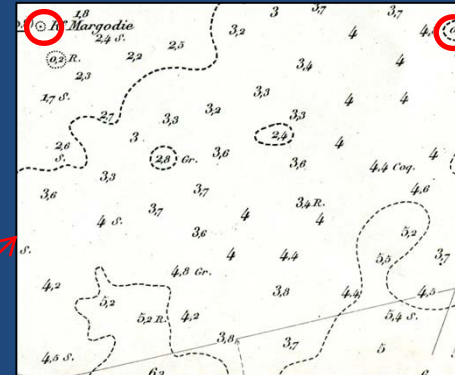 1,8 3 3,7 3,7
Rf Margodie 3,2
2,4 S. 2,5 4
0,2 R. 2,2 3,4 4
2,3
1,7 S. 3,3 4 4
2,7 3,3 3,2 3,3
3 4
2,6 2,4
S. 2,8 Gr. 3,6 3,6 4
3,3 4,4 Coq.
3,6 3,7 4,6
3,4 R.
4 S. 3,7 4 4
3,6 5,2
S. 4 4,4 5,5 3,7
4,8 Gr.
4,2 3,8 4,4 4,5
5,2
5,2 R. 4,2 5,4 S.
3,8 3,7 5
4,5 S.